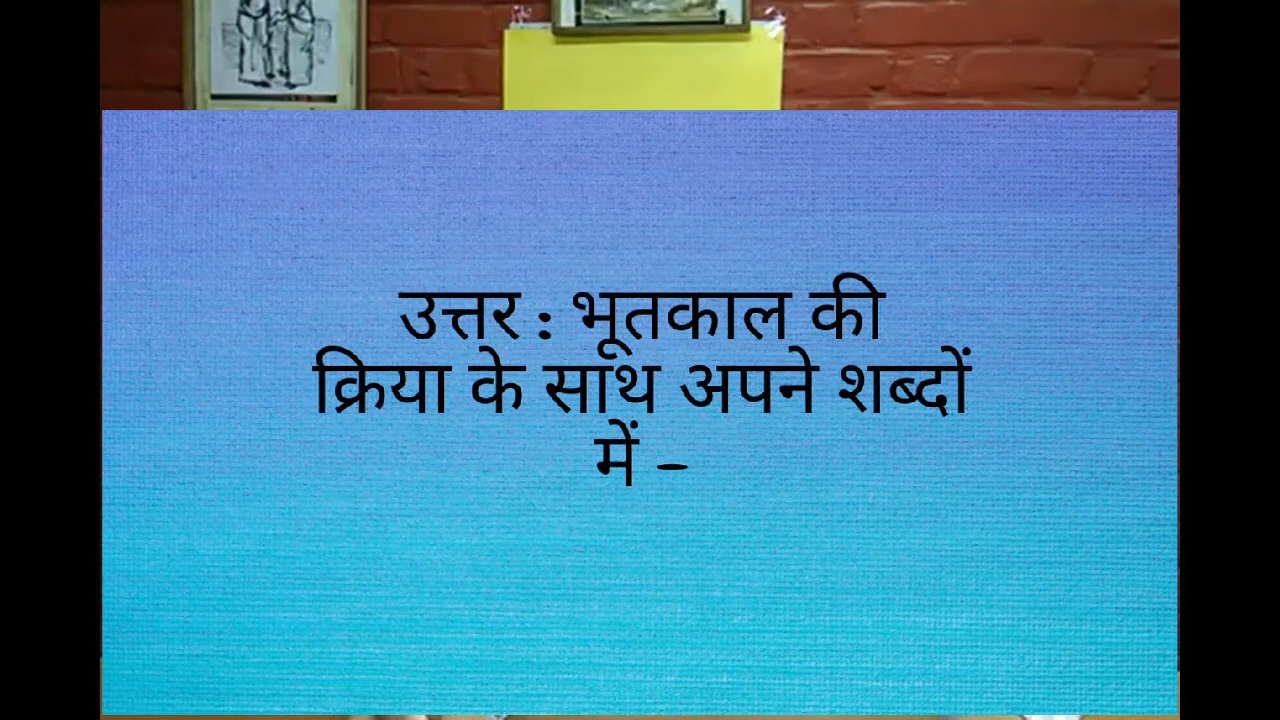 उत्तर : भूतकाल की
क्रिया के साथ अपने शब्दों
में -